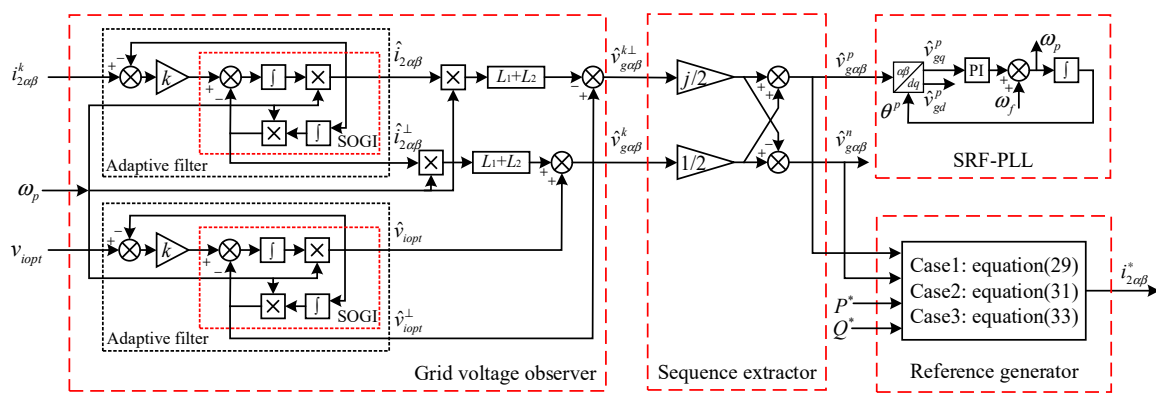 i^k_{2αβ}
+
−
k
+
−
∫
×
×
∫
SOGI
Adaptive filter
î_{2αβ}
×
L₁+L₂
î^⊥_{2αβ}
×
L₁+L₂
ω_p
v_{iopt}
+
−
k
+
−
∫
×
×
∫
SOGI
Adaptive filter
v̂_{iopt}
v̂^⊥_{iopt}
−
+
+
+
Grid voltage observer
v̂^{k⊥}_{gαβ}
v̂^k_{gαβ}
j/2
1/2
+
+
−
+
Sequence extractor
v̂^p_{gαβ}
v̂^n_{gαβ}
αβ
dq
θ^p
v̂^p_{gq}
v̂^p_{gd}
PI
+
+
ω_p
ω_f
∫
SRF-PLL
P^*
Q^*
Case1: equation(29)
Case2: equation(31)
Case3: equation(33)
i^*_{2αβ}
Reference generator